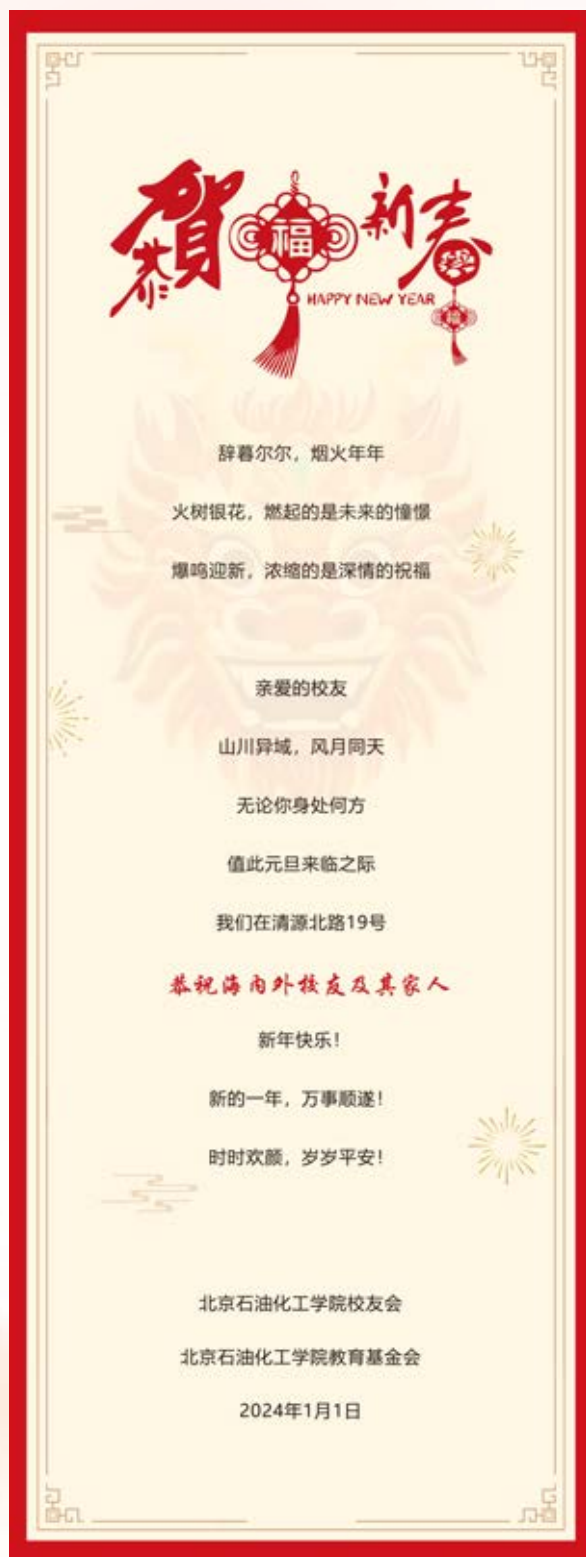 恭賀新春
福
HAPPY NEW YEAR
福
辞暮尔尔，烟火年年
火树银花，燃起的是未来的憧憬
爆鸣迎新，浓缩的是深情的祝福
亲爱的校友
山川异域，风月同天
无论你身处何方
值此元旦来临之际
我们在清源北路19号
恭祝海内外校友及其家人
新年快乐！
新的一年，万事顺遂！
时时欢颜，岁岁平安！
北京石油化工学院校友会
北京石油化工学院教育基金会
2024年1月1日